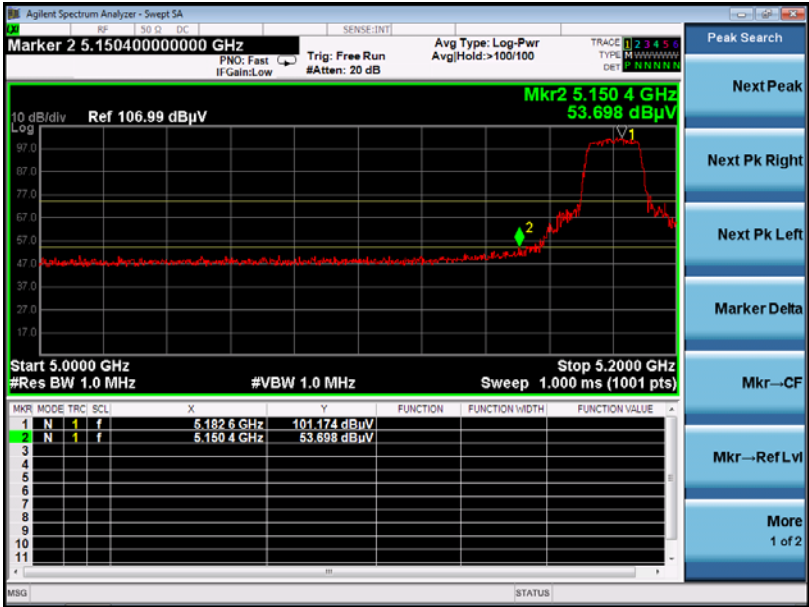 Agilent Spectrum Analyzer - Swept SA
RF 50 Ω DC SENSE:INT
Marker 2 5.150400000000 GHz
PNO: Fast
IFGain:Low
Trig: Free Run
#Atten: 20 dB
Avg Type: Log-Pwr
Avg|Hold:>100/100
TRACE 1 2 3 4 5 6
TYPE M WWWWW
DET P N N N N N
Mkr2 5.150 4 GHz
53.698 dBµV
10 dB/div Ref 106.99 dBµV
Log
97.0
87.0
77.0
67.0
57.0
47.0
37.0
27.0
17.0
1
2
Start 5.0000 GHz Stop 5.2000 GHz
#Res BW 1.0 MHz #VBW 1.0 MHz Sweep 1.000 ms (1001 pts)
MKR MODE TRC SCL X Y FUNCTION FUNCTION WIDTH FUNCTION VALUE
1 N 1 f 5.182 6 GHz 101.174 dBµV
2 N 1 f 5.150 4 GHz 53.698 dBµV
3
4
5
6
7
8
9
10
11
MSG STATUS
Peak Search
Next Peak
Next Pk Right
Next Pk Left
Marker Delta
Mkr→CF
Mkr→Ref Lvl
More
1 of 2